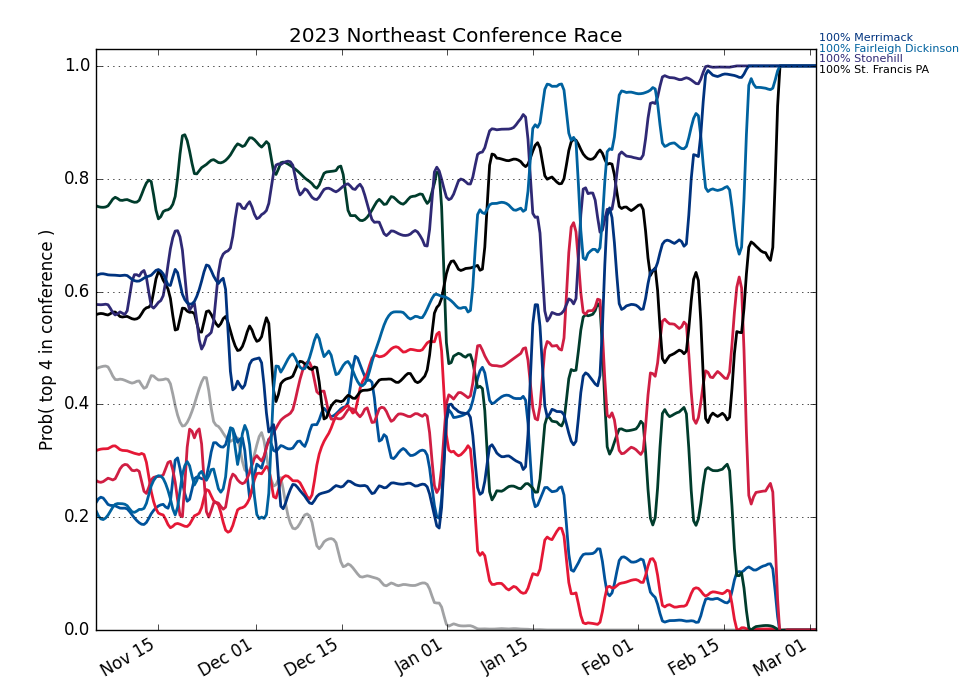 2023 Northeast Conference Race
100% Merrimack
100% Fairleigh Dickinson
100% Stonehill
100% St. Francis PA
Prob( top 4 in conference )
1.0
0.8
0.6
0.4
0.2
0.0
Nov 15
Dec 01
Dec 15
Jan 01
Jan 15
Feb 01
Feb 15
Mar 01